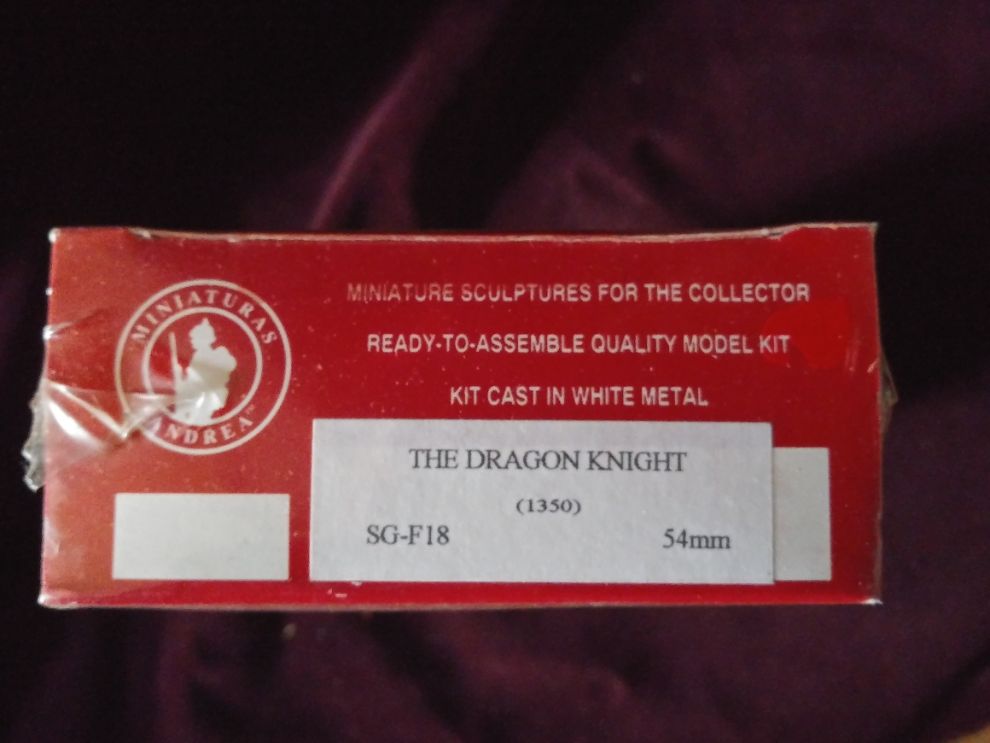 MINIATURAS
ANDREA™
MINIATURE SCULPTURES FOR THE COLLECTOR
READY-TO-ASSEMBLE QUALITY MODEL KIT
KIT CAST IN WHITE METAL
THE DRAGON KNIGHT
(1350)
SG-F18 54mm